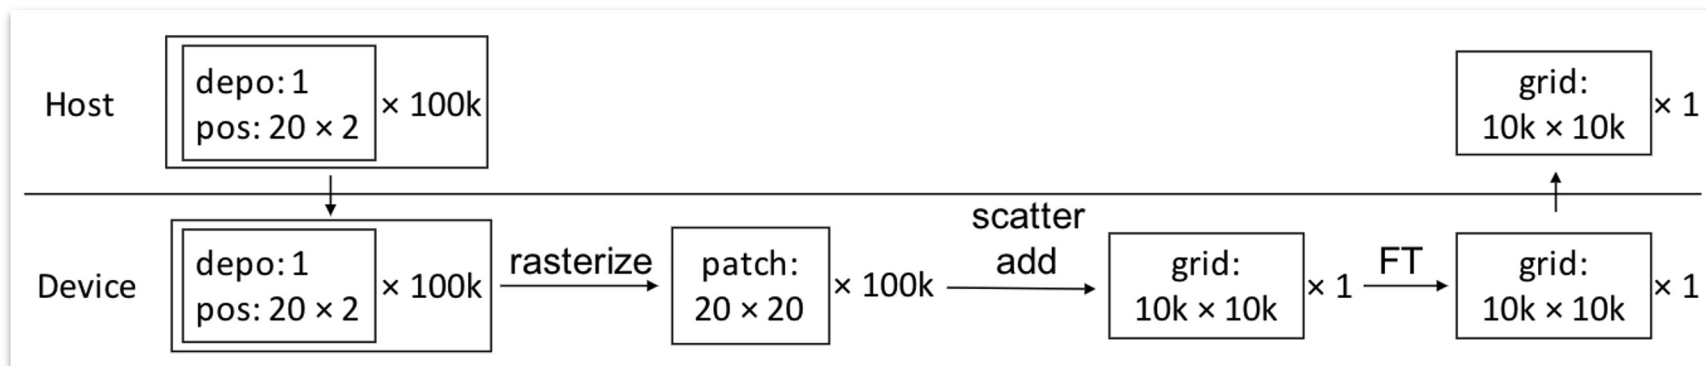 Host
depo: 1
pos: 20 × 2
× 100k
grid:
10k × 10k
× 1
Device
depo: 1
pos: 20 × 2
× 100k
rasterize
patch:
20 × 20
× 100k
scatter
add
grid:
10k × 10k
× 1
FT
grid:
10k × 10k
× 1